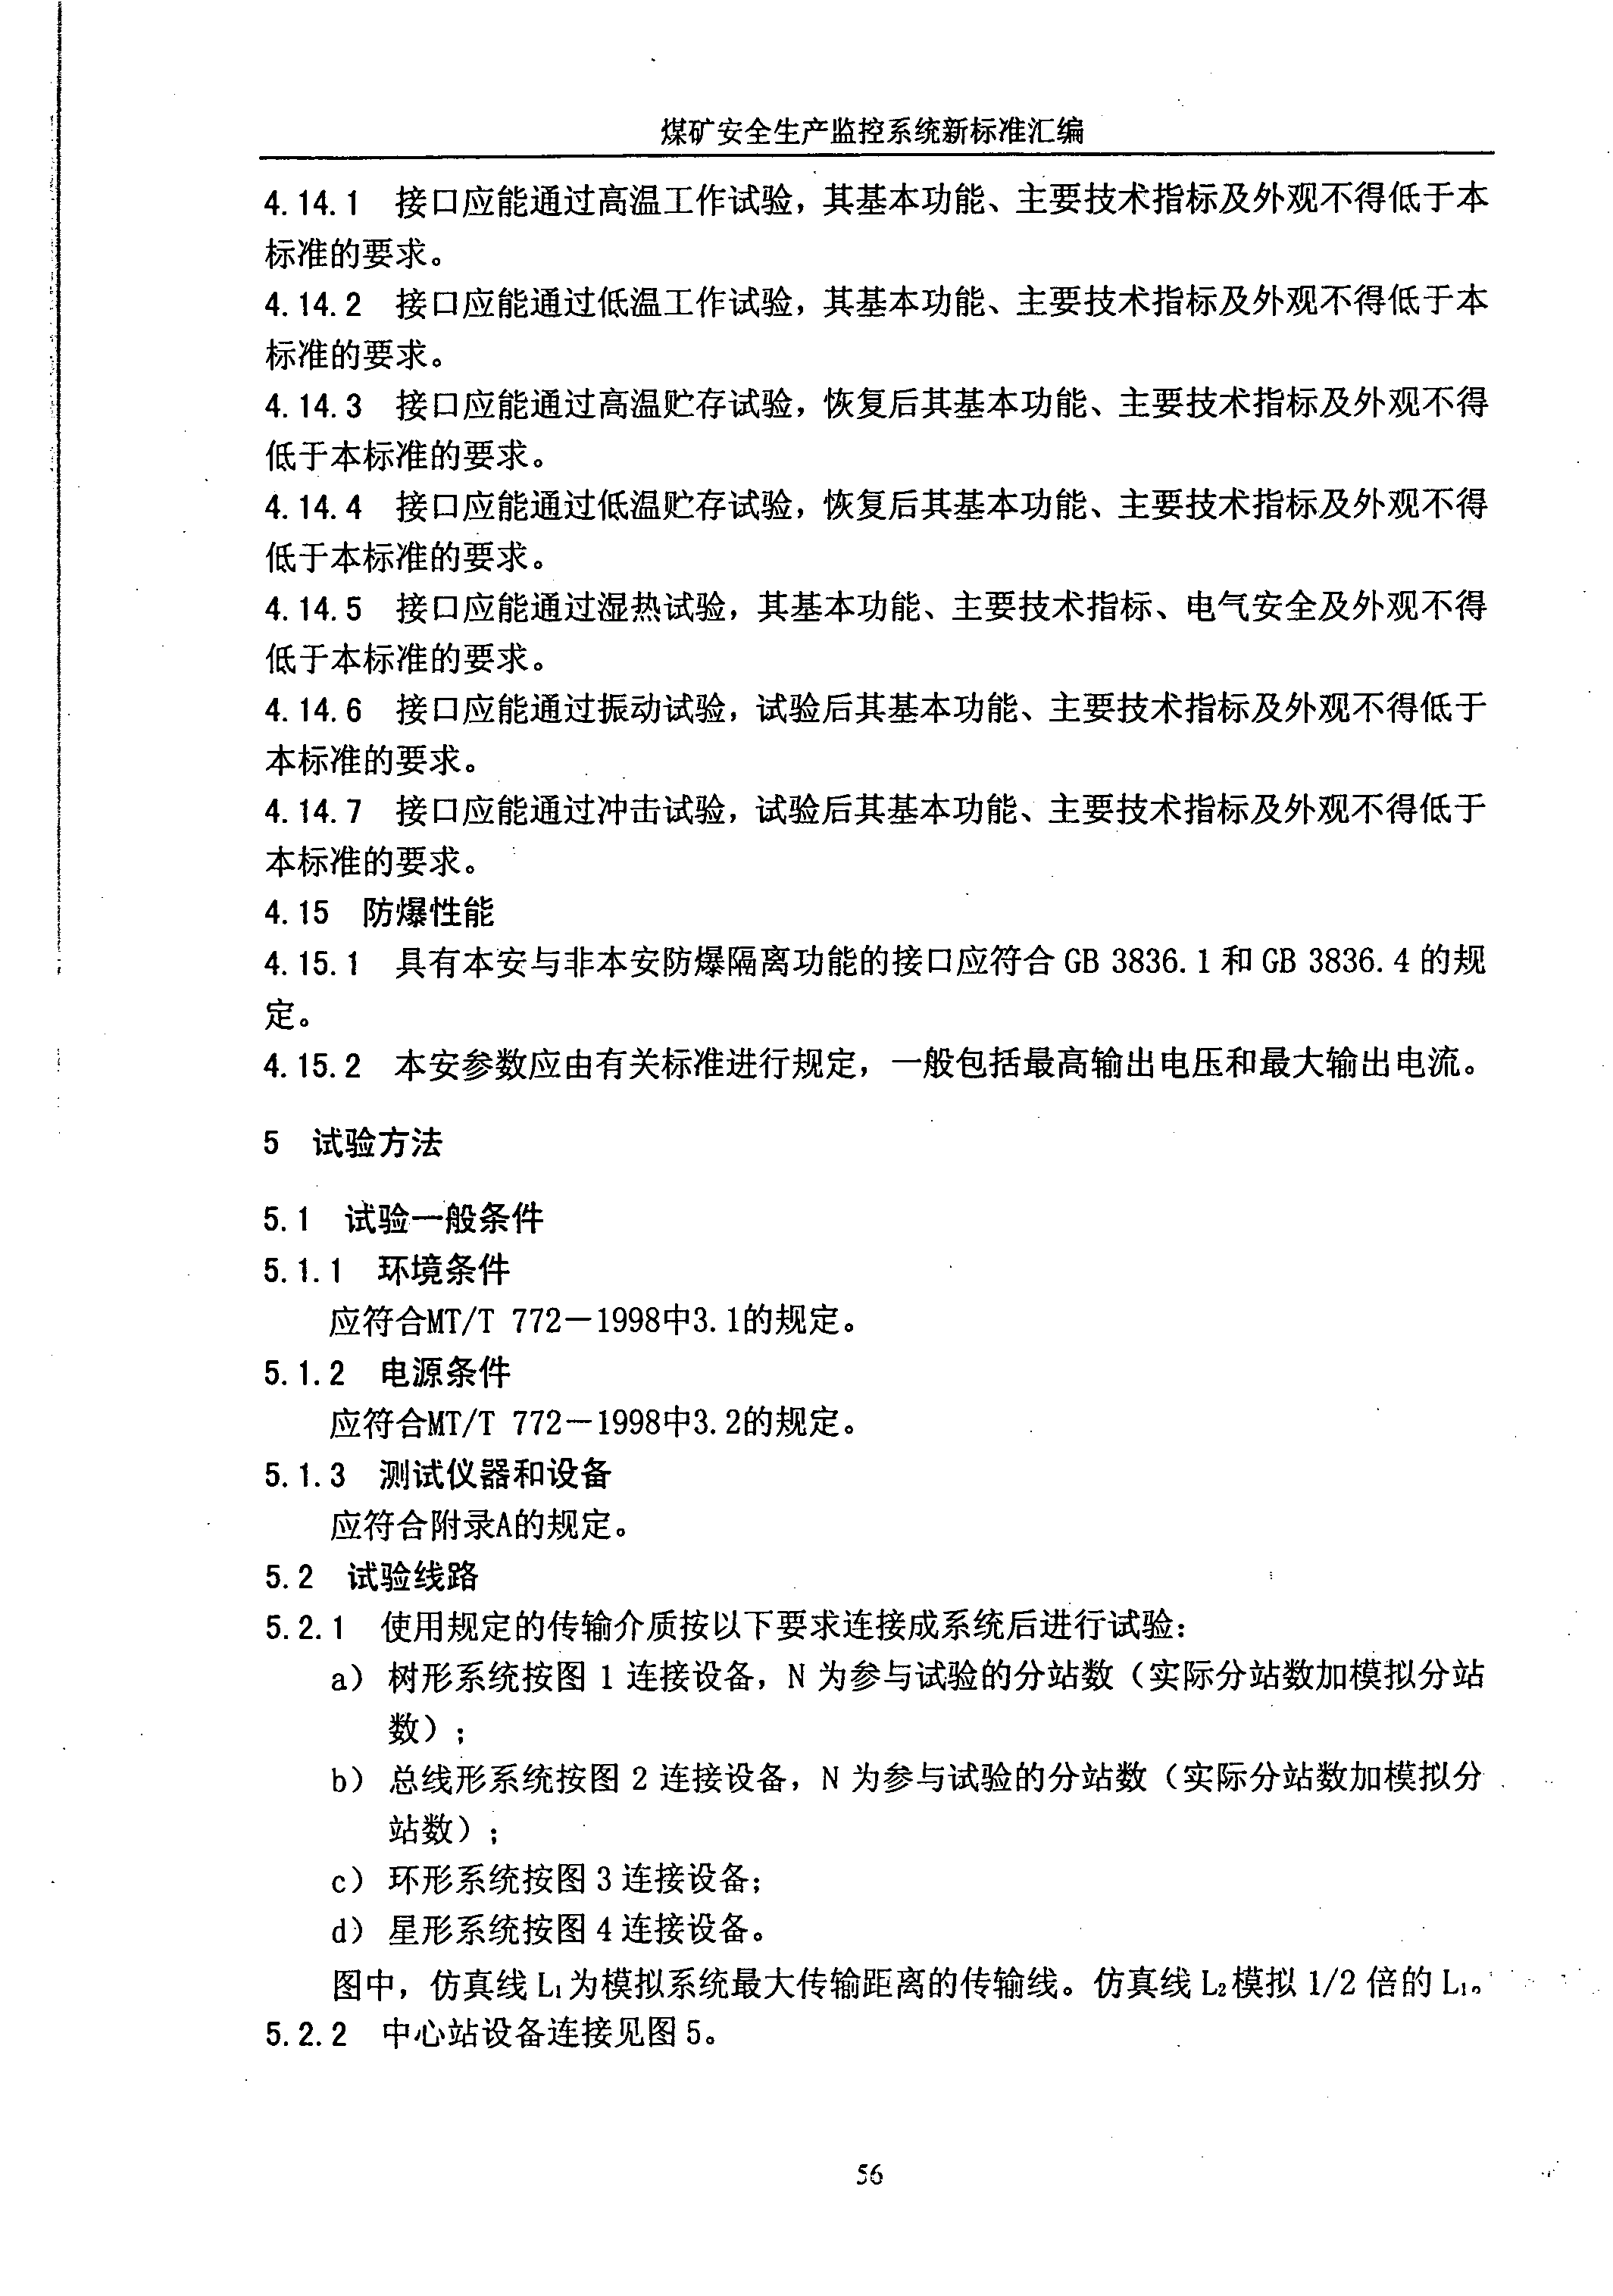 煤矿安全生产监控系统新标准汇编
4.14.1 接口应能通过高温工作试验，其基本功能、主要技术指标及外观不得低于本
标准的要求。
4.14.2 接口应能通过低温工作试验，其基本功能、主要技术指标及外观不得低于本
标准的要求。
4.14.3 接口应能通过高温贮存试验，恢复后其基本功能、主要技术指标及外观不得
低于本标准的要求。
4.14.4 接口应能通过低温贮存试验，恢复后其基本功能、主要技术指标及外观不得
低于本标准的要求。
4.14.5 接口应能通过湿热试验，其基本功能、主要技术指标、电气安全及外观不得
低于本标准的要求。
4.14.6 接口应能通过振动试验，试验后其基本功能、主要技术指标及外观不得低于
本标准的要求。
4.14.7 接口应能通过冲击试验，试验后其基本功能、主要技术指标及外观不得低于
本标准的要求。
4.15 防爆性能
4.15.1 具有本安与非本安防爆隔离功能的接口应符合 GB 3836.1 和 GB 3836.4 的规
定。
4.15.2 本安参数应由有关标准进行规定，一般包括最高输出电压和最大输出电流。
5 试验方法
5.1 试验一般条件
5.1.1 环境条件
应符合MT/T 772－1998中3.1的规定。
5.1.2 电源条件
应符合MT/T 772－1998中3.2的规定。
5.1.3 测试仪器和设备
应符合附录A的规定。
5.2 试验线路
5.2.1 使用规定的传输介质按以下要求连接成系统后进行试验：
a） 树形系统按图 1 连接设备，N 为参与试验的分站数（实际分站数加模拟分站
数）；
b） 总线形系统按图 2 连接设备，N 为参与试验的分站数（实际分站数加模拟分
站数）；
c） 环形系统按图 3 连接设备；
d） 星形系统按图 4 连接设备。
图中，仿真线 L₁ 为模拟系统最大传输距离的传输线。仿真线 L₂ 模拟 1/2 倍的 L₁。
5.2.2 中心站设备连接见图 5。
56